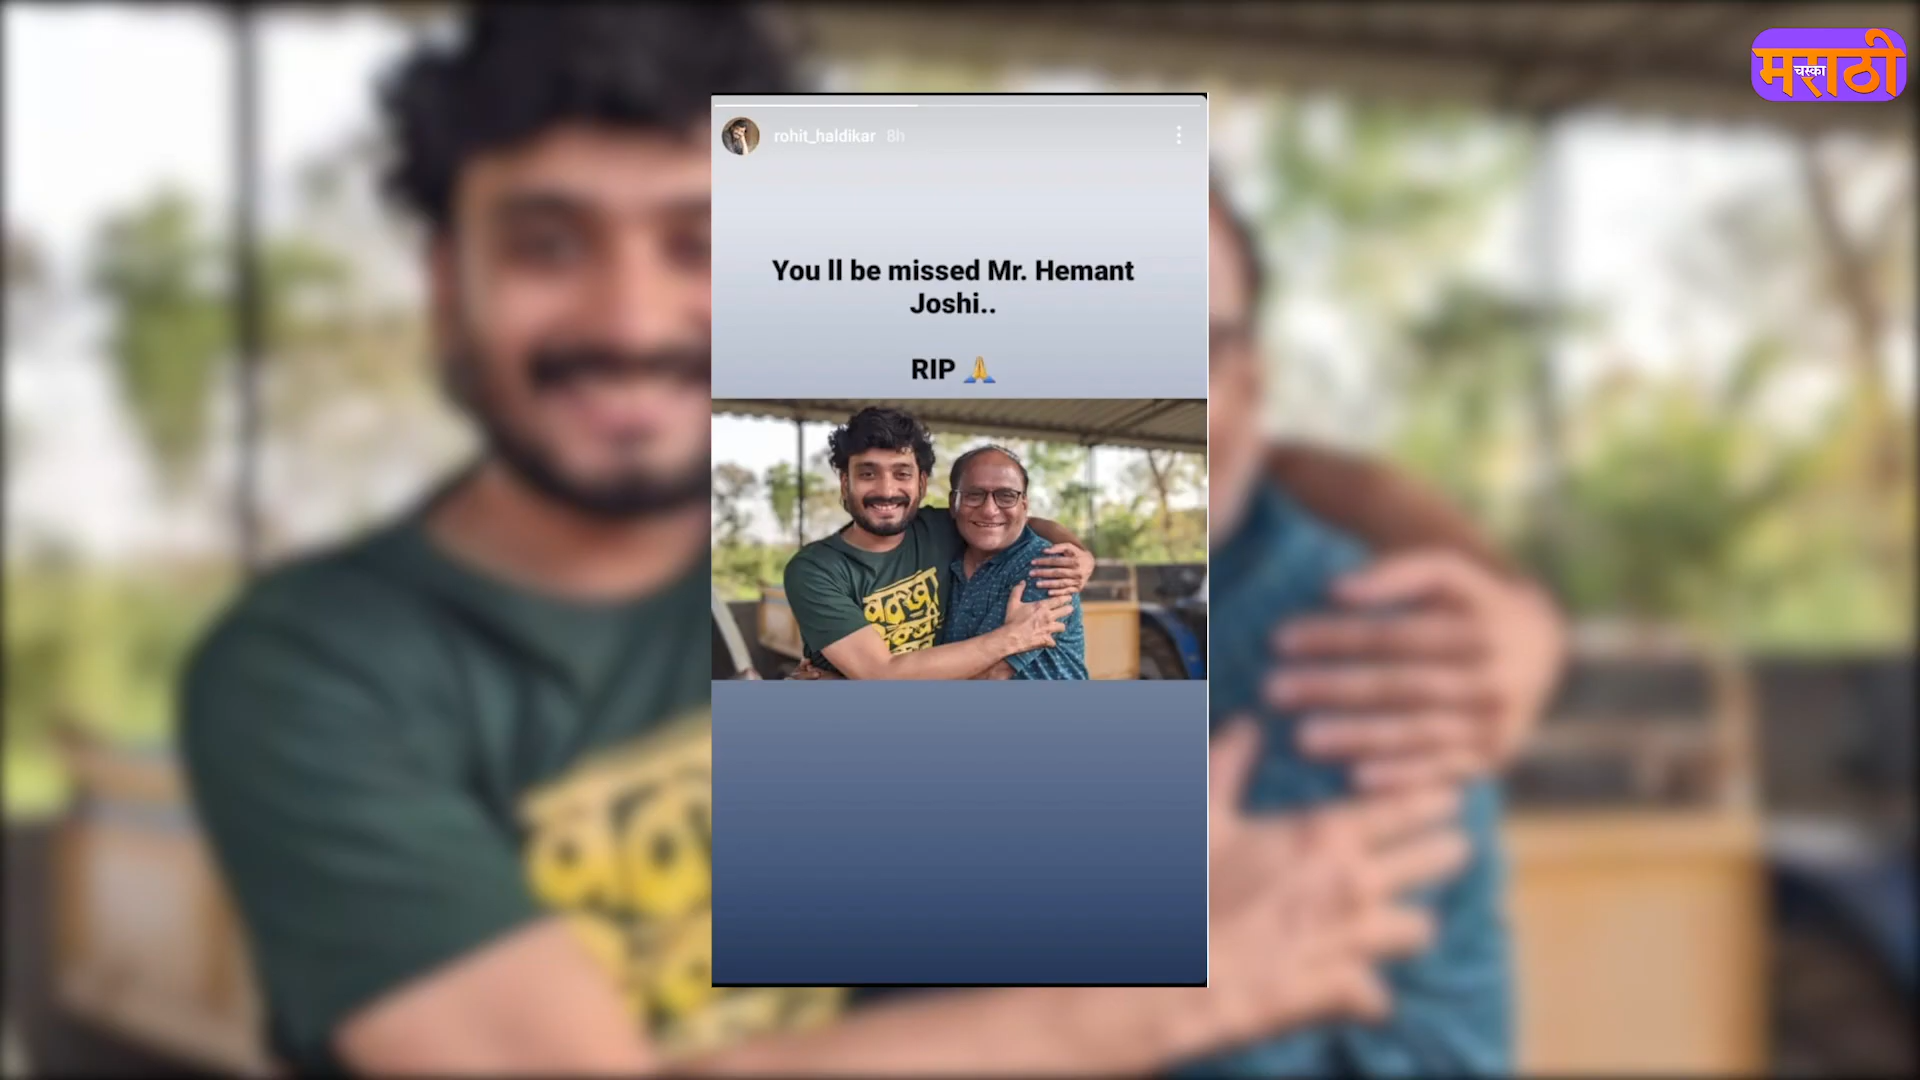 मराठी
चस्का
rohit_haldikar 8h
You ll be missed Mr. Hemant
Joshi..
RIP 🙏